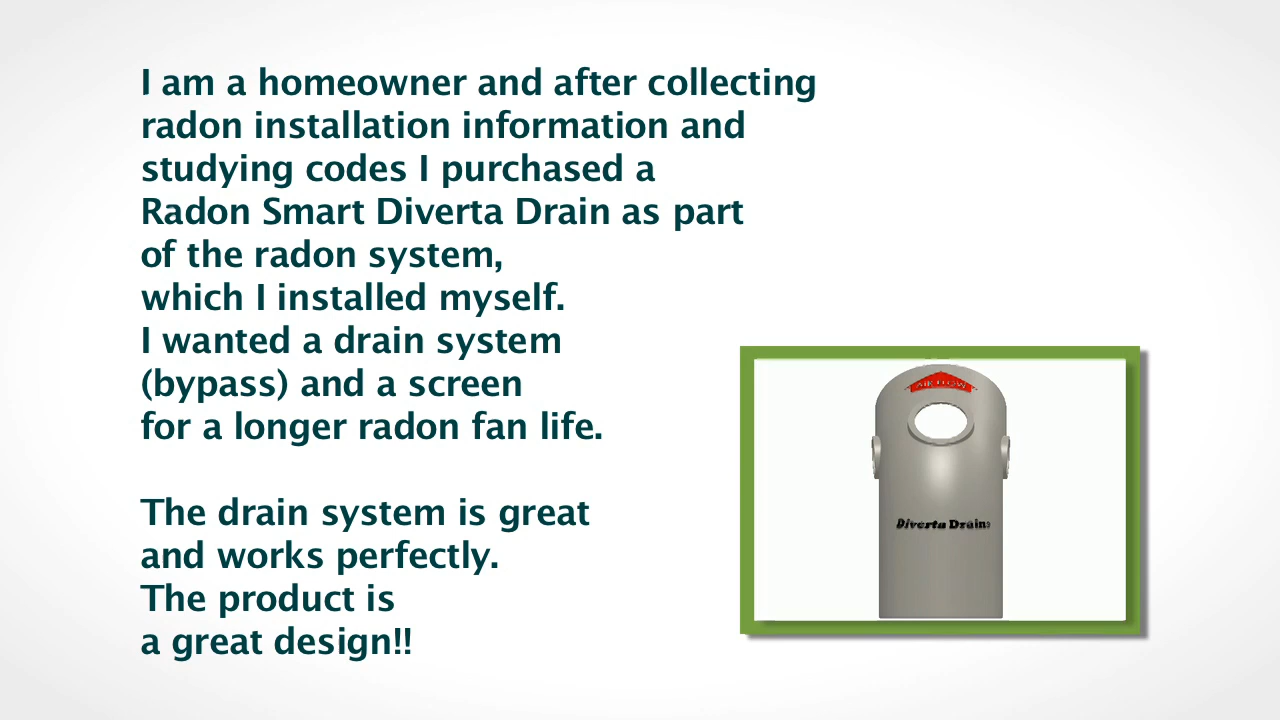 I am a homeowner and after collecting
radon installation information and
studying codes I purchased a
Radon Smart Diverta Drain as part
of the radon system,
which I installed myself.
I wanted a drain system
(bypass) and a screen
for a longer radon fan life.
The drain system is great
and works perfectly.
The product is
a great design!!
AIR FLOW
Diverta Drain